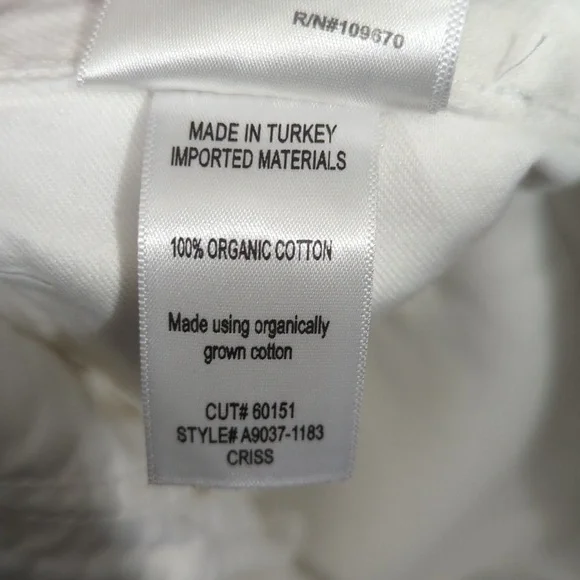 R/N#109670
MADE IN TURKEY
IMPORTED MATERIALS
100% ORGANIC COTTON
Made using organically
grown cotton
CUT# 60151
STYLE# A9037-1183
CRISS